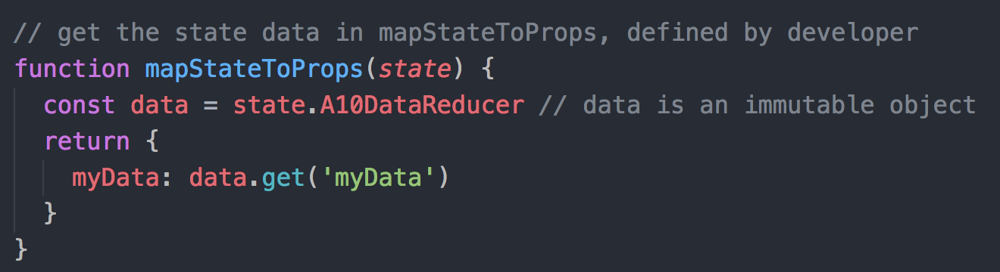 // get the state data in mapStateToProps, defined by developer
function mapStateToProps(state) {
  const data = state.A10DataReducer // data is an immutable object
  return {
    myData: data.get('myData')
  }
}